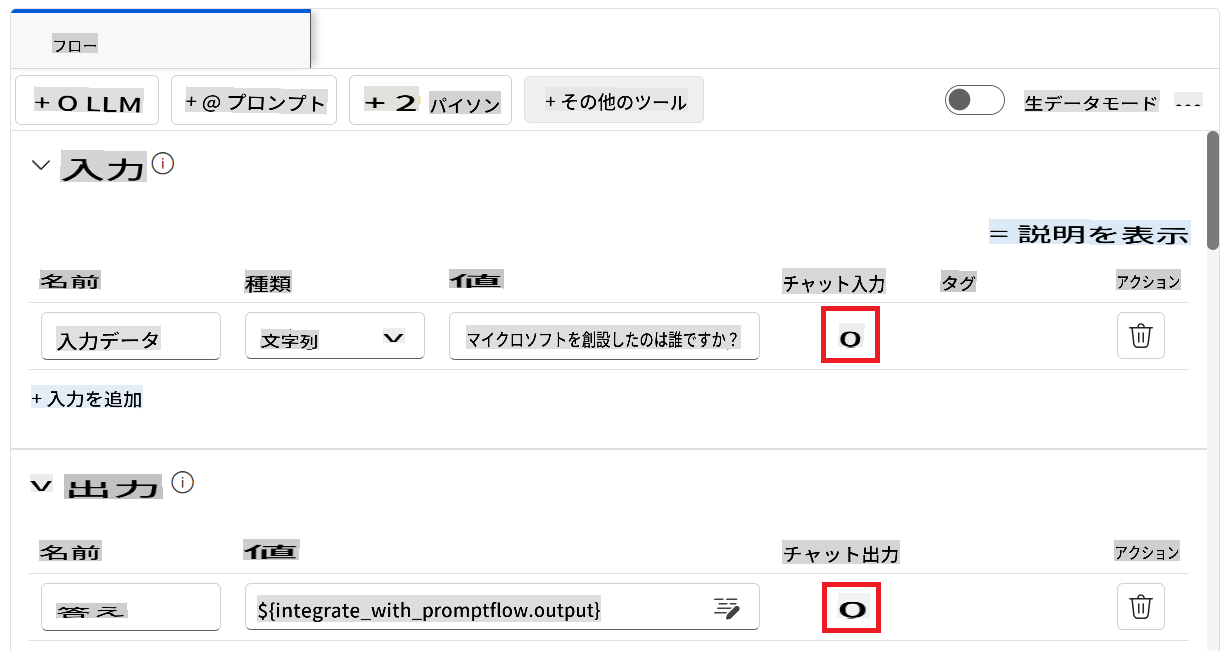 フロー
+ O LLM
+ @ プロンプト
+ 2 パイソン
+ その他のツール
生データモード ...
入力
= 説明を表示
名前 種類 値 チャット入力 タグ アクション
入力データ 文字列 マイクロソフトを創設したのは誰ですか? O
+ 入力を追加
出力
名前 値 チャット出力 アクション
答え ${integrate_with_promptflow.output} O